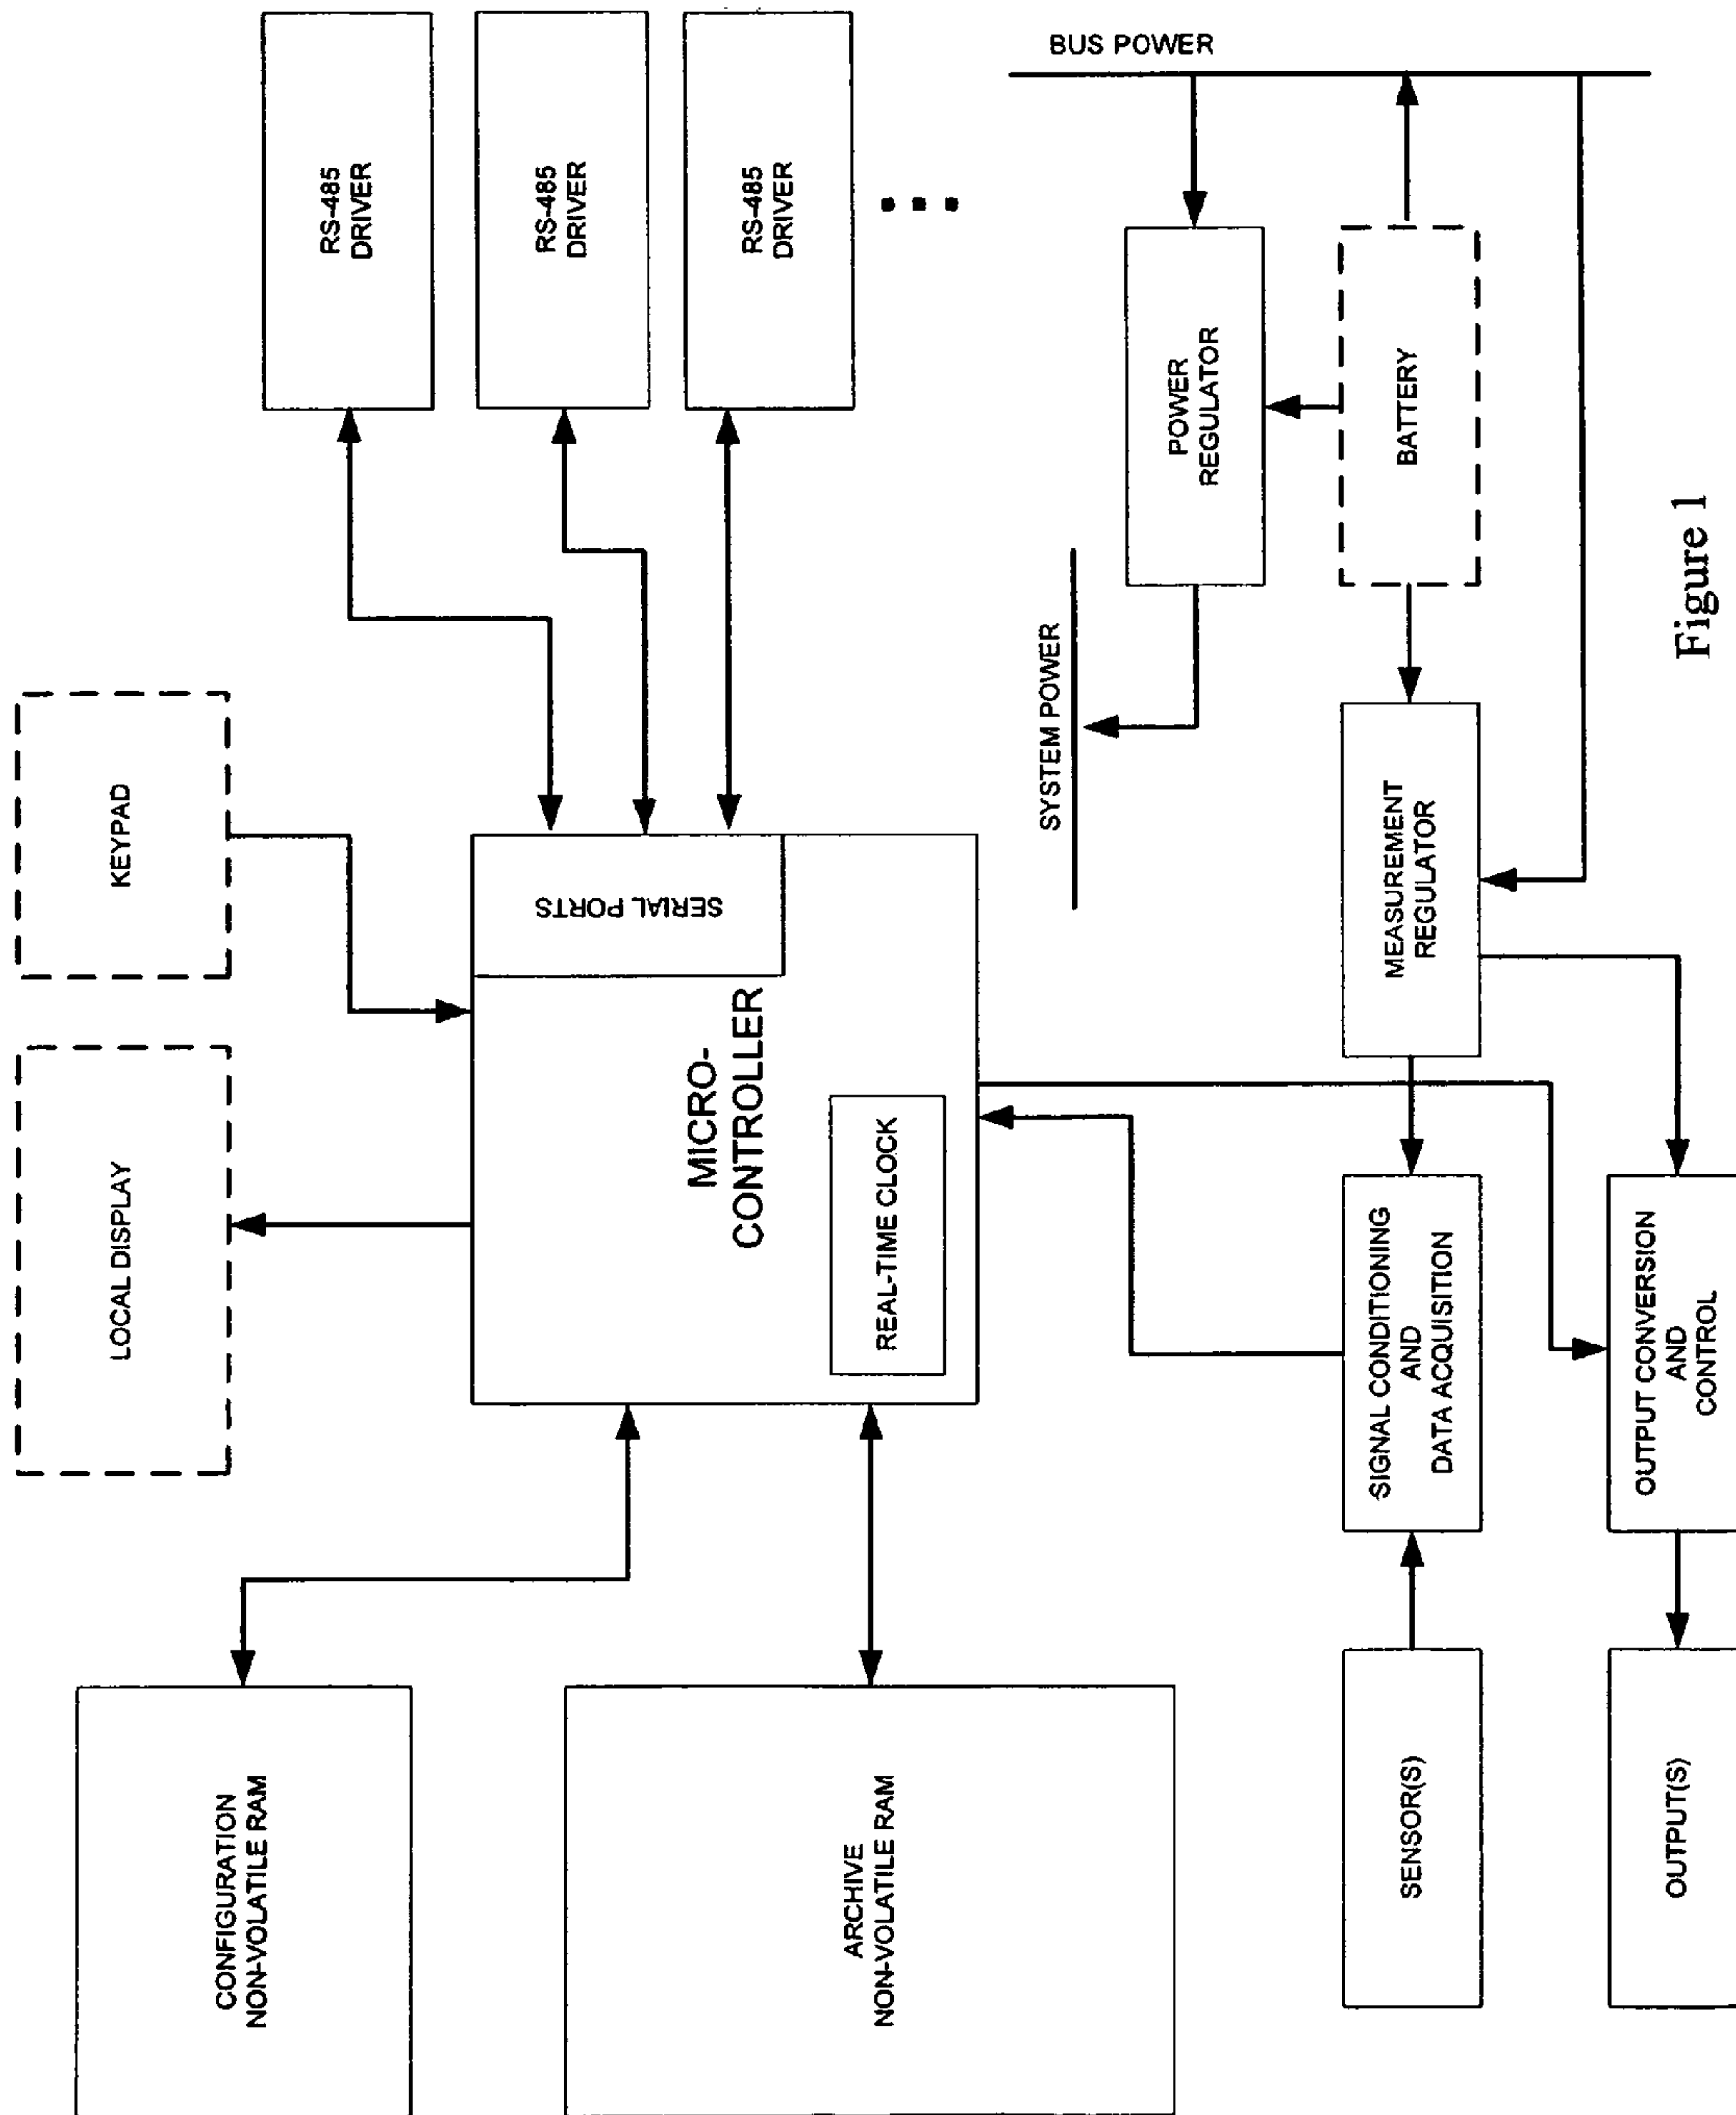 CONFIGURATION
NON-VOLATILE RAM
LOCAL DISPLAY
KEYPAD
RS-485
DRIVER
RS-485
DRIVER
RS-485
DRIVER
ARCHIVE
NON-VOLATILE RAM
MICRO-
CONTROLLER
SERIAL PORTS
REAL-TIME CLOCK
BUS POWER
SYSTEM POWER
POWER
REGULATOR
SENSOR(S)
SIGNAL CONDITIONING
AND
DATA ACQUISITION
MEASUREMENT
REGULATOR
BATTERY
OUTPUT(S)
OUTPUT CONVERSION
AND
CONTROL
Figure 1